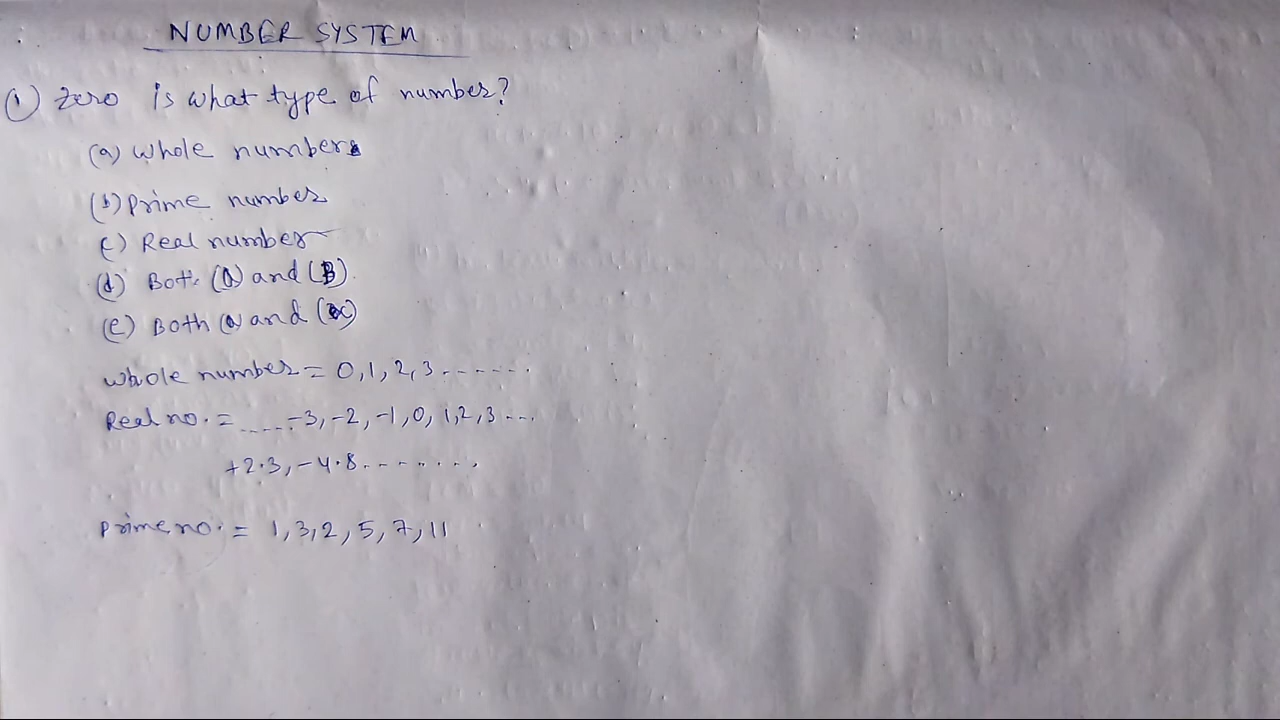 NUMBER SYSTEM
(1) Zero is what type of number?
(a) Whole number
(b) Prime number
(c) Real number
(d) Both (A) and (B).
(e) Both (a) and (c)
Whole number = 0, 1, 2, 3 .......
Real no. = ......-3, -2, -1, 0, 1, 2, 3 ....
+2.3, -4.8 ........
Prime no. = 1, 3, 2, 5, 7, 11